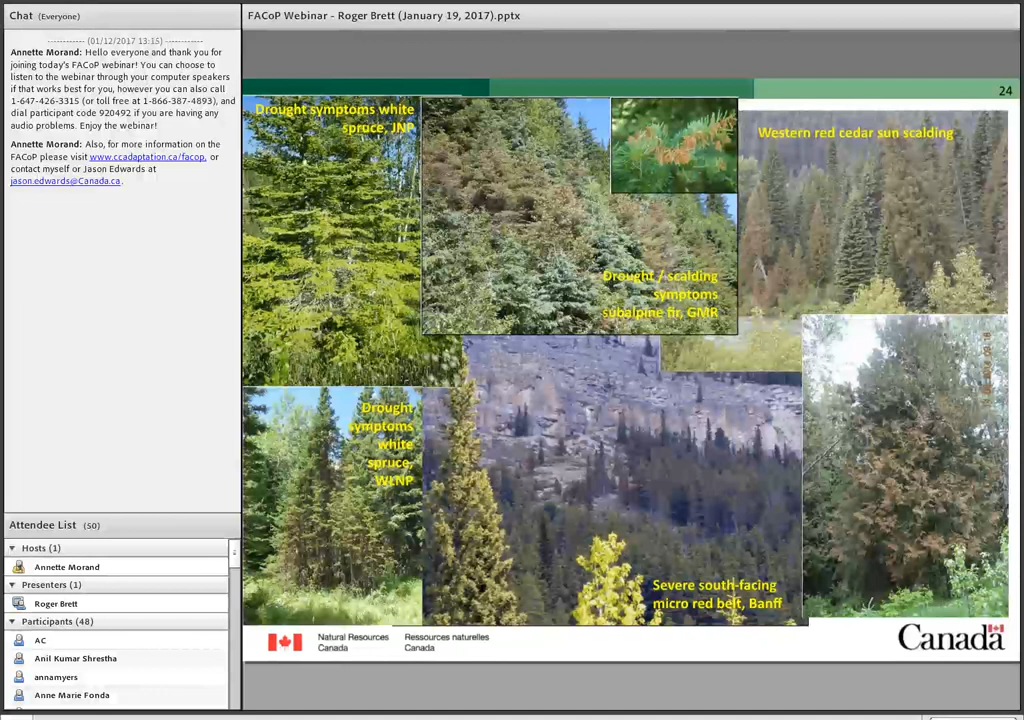 Chat (Everyone)
------------ (01/12/2017 13:15) ------------
Annette Morand: Hello everyone and thank you for
joining today's FACoP webinar! You can choose to
listen to the webinar through your computer speakers
if that works best for you, however you can also call
1-647-426-3315 (or toll free at 1-866-387-4893), and
dial participant code 920492 if you are having any
audio problems. Enjoy the webinar!
Annette Morand: Also, for more information on the
FACoP please visit www.ccadaptation.ca/facop, or
contact myself or Jason Edwards at
jason.edwards@Canada.ca.
Attendee List (50)
Hosts (1)
Annette Morand
Presenters (1)
Roger Brett
Participants (48)
AC
Anil Kumar Shrestha
annamyers
Anne Marie Fonda
FACoP Webinar - Roger Brett (January 19, 2017).pptx
24
Drought symptoms white
spruce, JNP
Drought / scalding
symptoms
subalpine fir, GMR
Western red cedar sun scalding
Drought
symptoms
white
spruce,
WLNP
Severe south-facing
micro red belt, Banff
Natural Resources
Canada
Ressources naturelles
Canada
Canada